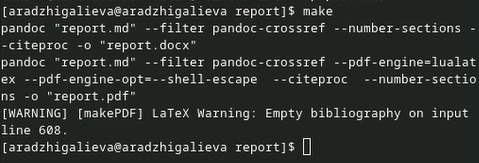 [aradzhigalieva@aradzhigalieva report]$ make
pandoc "report.md" --filter pandoc-crossref --number-sections -
-citeproc -o "report.docx"
pandoc "report.md" --filter pandoc-crossref --pdf-engine=lualat
ex --pdf-engine-opt=--shell-escape  --citeproc  --number-sectio
ns -o "report.pdf"
[WARNING] [makePDF] LaTeX Warning: Empty bibliography on input
line 608.
[aradzhigalieva@aradzhigalieva report]$